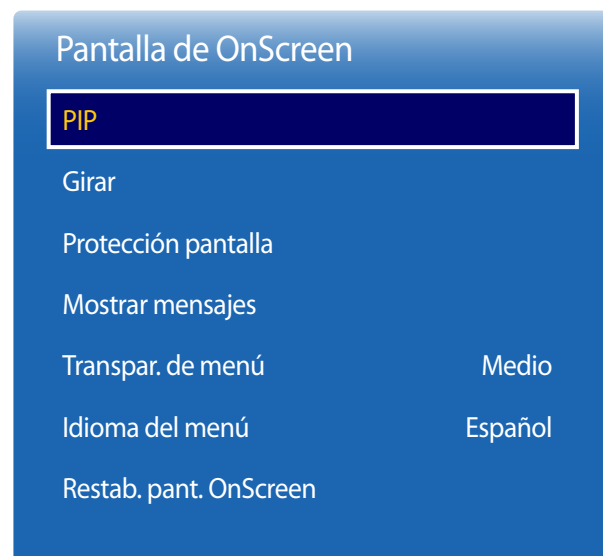 Pantalla de OnScreen
PIP
Girar
Protección pantalla
Mostrar mensajes
Transpar. de menú Medio
Idioma del menú Español
Restab. pant. OnScreen